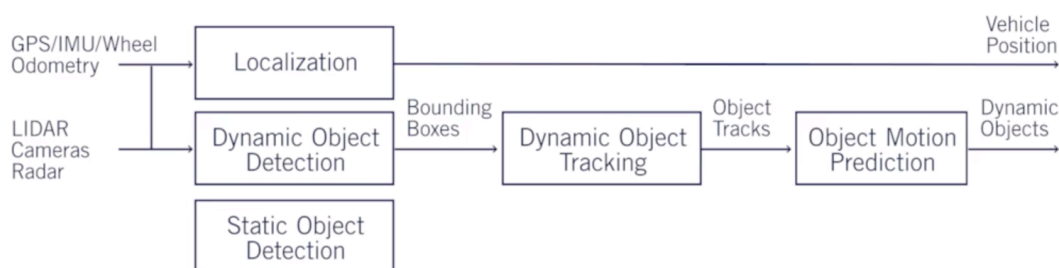 GPS/IMU/Wheel
Odometry
Localization
Vehicle
Position
LIDAR
Cameras
Radar
Dynamic Object
Detection
Bounding
Boxes
Dynamic Object
Tracking
Object
Tracks
Object Motion
Prediction
Dynamic
Objects
Static Object
Detection